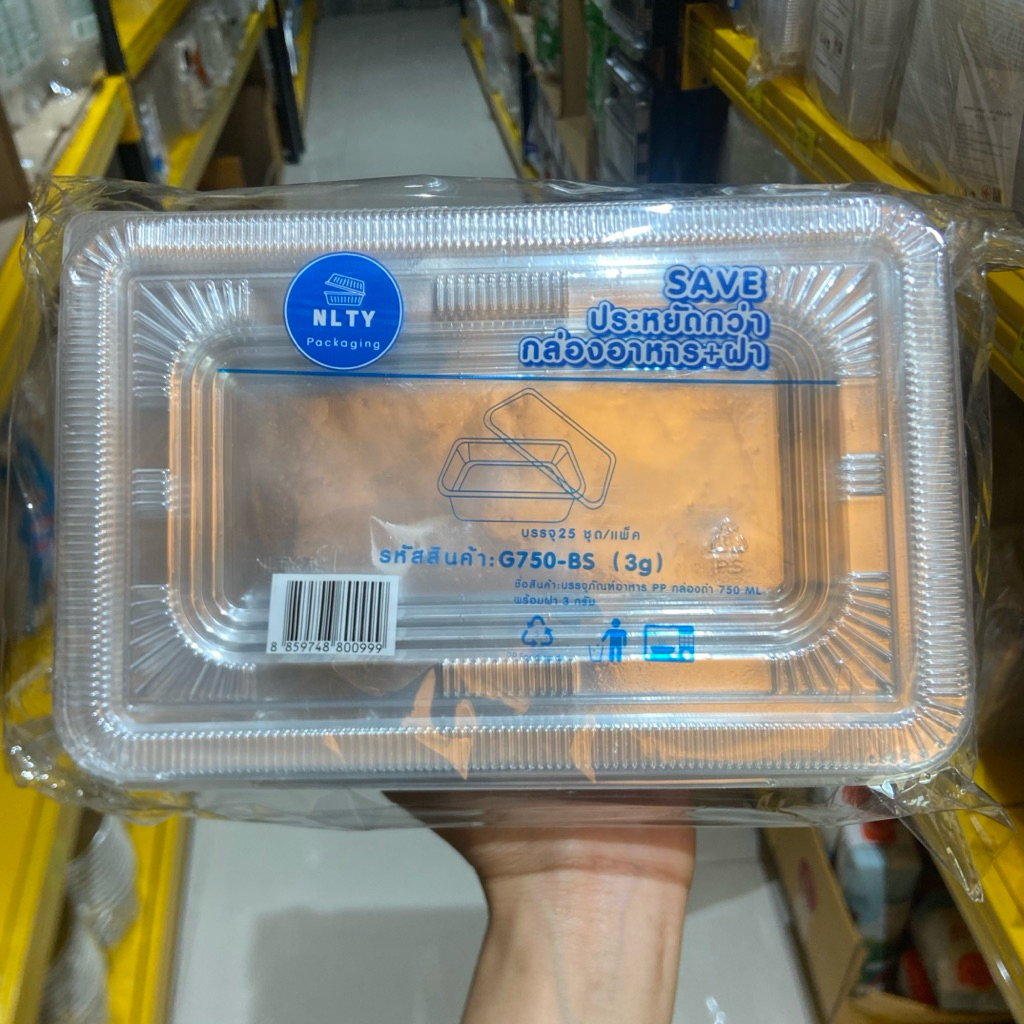 NLTY
Packaging
SAVE
ประหยัดกว่า
กล่องอาหาร+ฝา
บรรจุ25 ชุด/แพ็ค
รหัสสินค้า:G750-BS (3g)
PS
ชื่อสินค้า:บรรจุภัณฑ์อาหาร PP กล่องดำ 750 ML
พร้อมฝา 3 กรัม
8 859748 800999